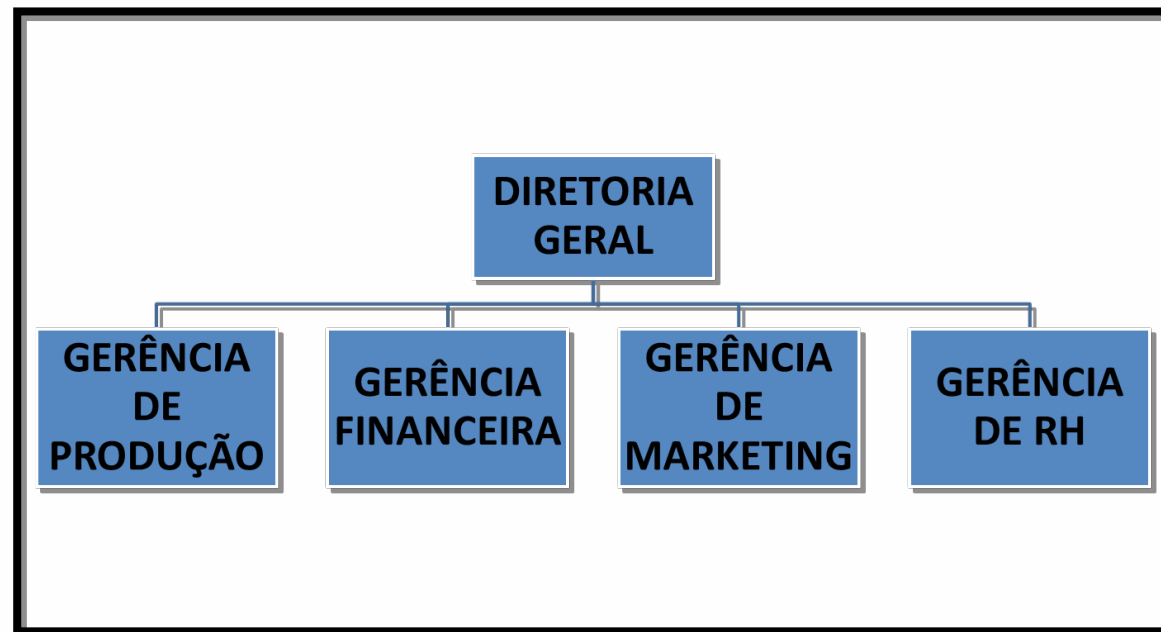 DIRETORIA
GERAL
GERÊNCIA
DE
PRODUÇÃO
GERÊNCIA
FINANCEIRA
GERÊNCIA
DE
MARKETING
GERÊNCIA
DE RH